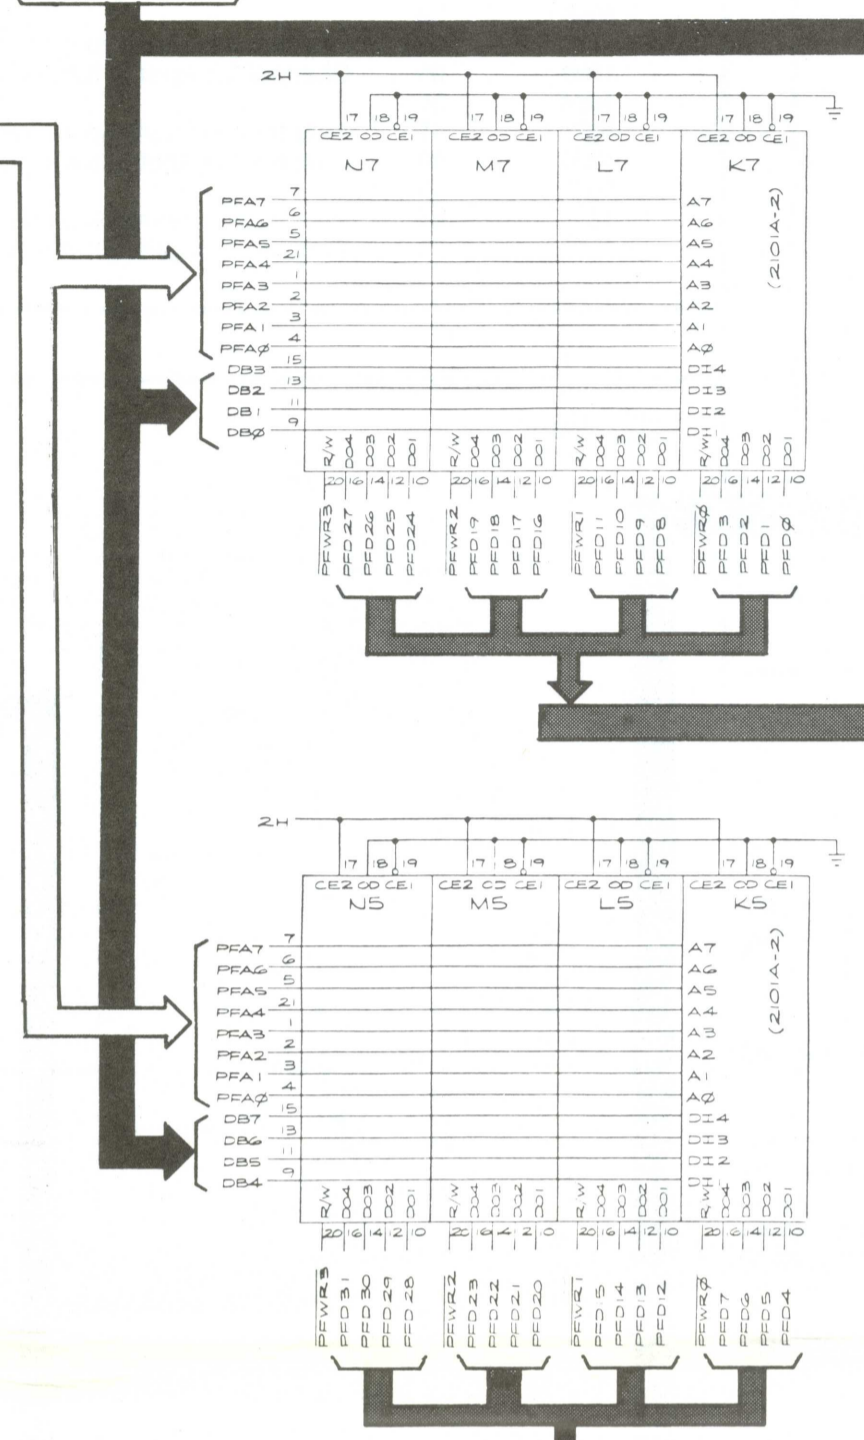 2H
17 18 19 17 18 19 17 18 19 17 18 19
CE2 OD CE1 CE2 OD CE1 CE2 OD CE1 CE2 OD CE1
N7 M7 L7 K7
(2101A-2)
PFA7 7 A7
PFA6 6 A6
PFA5 5 A5
PFA4 21 A4
PFA3 1 A3
PFA2 2 A2
PFA1 3 A1
PFAØ 4 AØ
DB3 15 DI4
DB2 13 DI3
DB1 11 DI2
DBØ 9 DI1
R/W DO4 DO3 DO2 DO1 R/W DO4 DO3 DO2 DO1 R/W DO4 DO3 DO2 DO1 R/W DO4 DO3 DO2 DO1
20 16 14 12 10 20 16 14 12 10 20 16 14 12 10 20 16 14 12 10
PFWR3 PFD27 PFD26 PFD25 PFD24 PFWR2 PFD19 PFD18 PFD17 PFD16 PFWR1 PFD11 PFD10 PFD9 PFD8 PFWRØ PFD3 PFD2 PFD1 PFDØ
2H
17 18 19 17 18 19 17 18 19 17 18 19
CE2 OD CE1 CE2 OD CE1 CE2 OD CE1 CE2 OD CE1
N5 M5 L5 K5
(2101A-2)
PFA7 7 A7
PFA6 6 A6
PFA5 5 A5
PFA4 21 A4
PFA3 1 A3
PFA2 2 A2
PFA1 3 A1
PFAØ 4 AØ
DB7 15 DI4
DB6 13 DI3
DB5 11 DI2
DB4 9 DI1
R/W DO4 DO3 DO2 DO1 R/W DO4 DO3 DO2 DO1 R/W DO4 DO3 DO2 DO1 R/W DO4 DO3 DO2 DO1
20 16 14 12 10 20 16 14 12 10 20 16 14 12 10 20 16 14 12 10
PFWR3 PFD31 PFD30 PFD29 PFD28 PFWR2 PFD23 PFD22 PFD21 PFD20 PFWR1 PFD15 PFD14 PFD13 PFD12 PFWRØ PFD7 PFD6 PFD5 PFD4